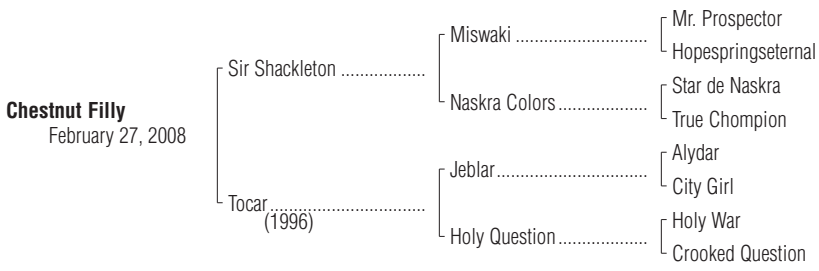 Mr. Prospector
Miswaki ....................
Hopespringseternal
Sir Shackleton ..................
Star de Naskra
Naskra Colors...................
True Chompion
Chestnut Filly
February 27, 2008
Alydar
Jeblar................................
City Girl
Tocar.................................
(1996)
Holy War
Holy Question...................
Crooked Question